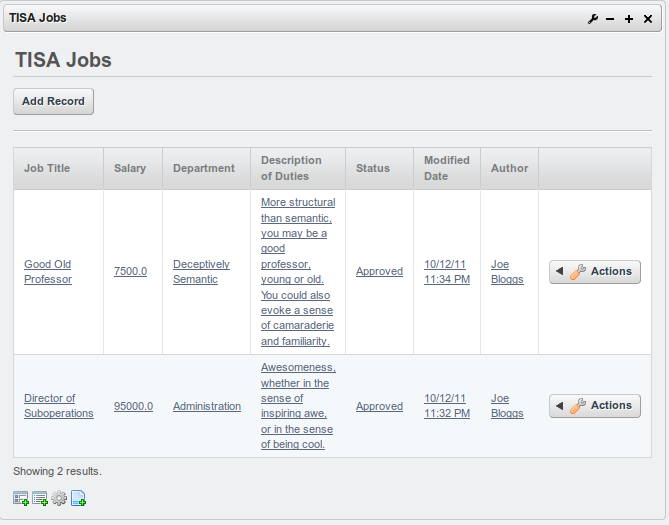 TISA Jobs
TISA Jobs
Add Record
Job Title
Salary
Department
Description
of Duties
Status
Modified
Date
Author
Good Old
Professor
7500.0
Deceptively
Semantic
More structural
than semantic,
you may be a
good
professor,
young or old.
You could also
evoke a sense
of camaraderie
and familiarity.
Approved
10/12/11
11:34 PM
Joe
Bloggs
Actions
Director of
Suboperations
95000.0
Administration
Awesomeness,
whether in the
sense of
inspiring awe,
or in the sense
of being cool.
Approved
10/12/11
11:32 PM
Joe
Bloggs
Actions
Showing 2 results.